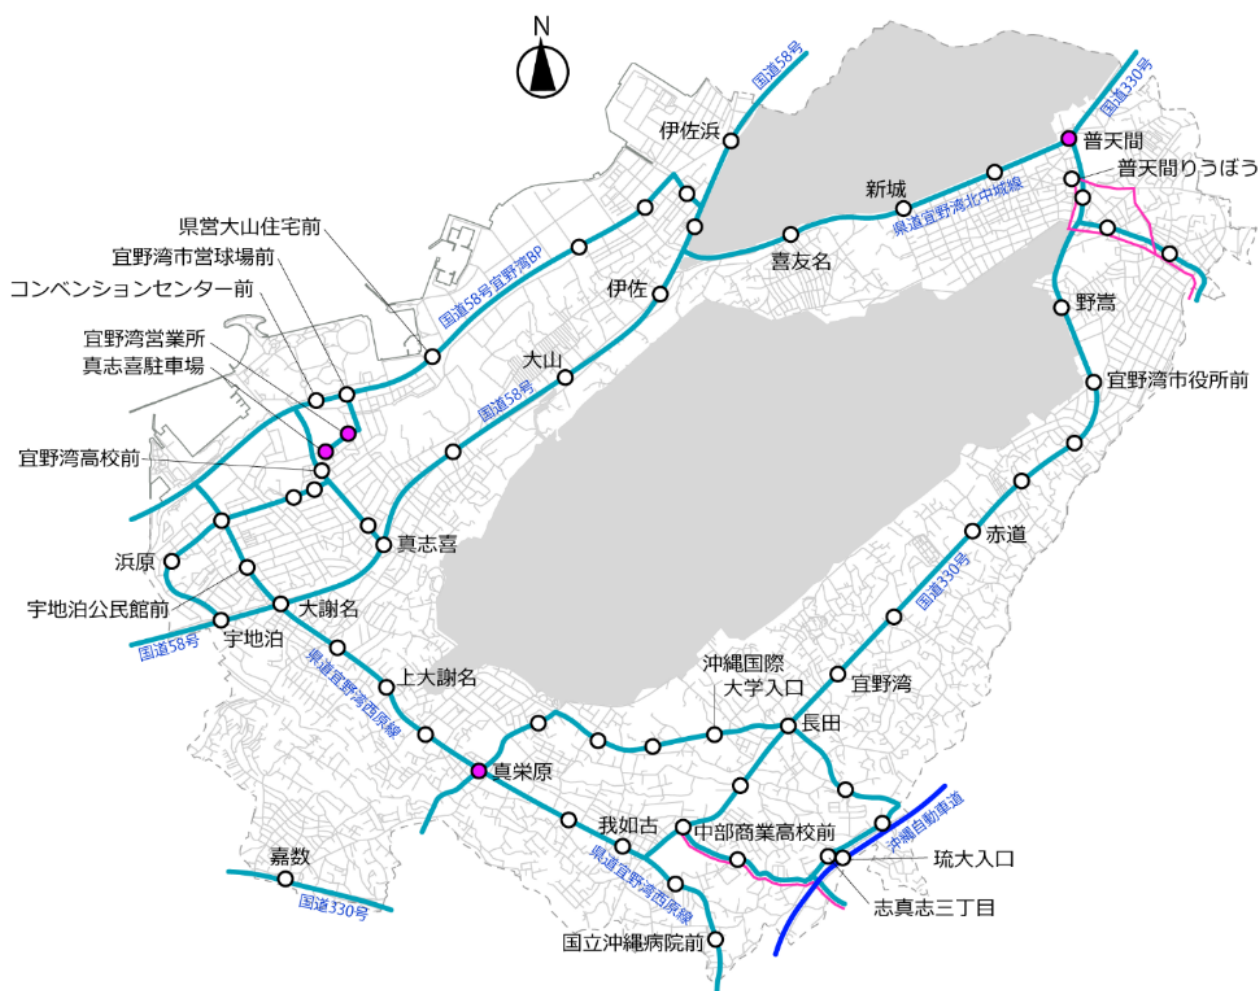 N
国道58号
国道330号
伊佐浜
普天間
普天間りうぼう
新城
県道宜野湾北中城線
県営大山住宅前
宜野湾市営球場前
喜友名
コンベンションセンター前
国道58号宜野湾BP
伊佐
野嵩
宜野湾営業所
真志喜駐車場
大山
国道58号
宜野湾市役所前
宜野湾高校前
真志喜
赤道
浜原
国道330号
宇地泊公民館前
大謝名
宇地泊
国道58号
県道宜野湾西原線
上大謝名
沖縄国際
大学入口
宜野湾
長田
真栄原
我如古
中部商業高校前
沖縄自動車道
嘉数
県道宜野湾西原線
琉大入口
国道330号
志真志三丁目
国立沖縄病院前